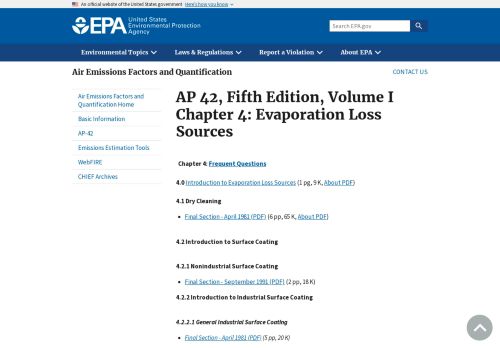 An official website of the United States government Here's how you know
EPA United States Environmental Protection Agency
Search EPA.gov
Environmental Topics Laws & Regulations Report a Violation About EPA
Air Emissions Factors and Quantification
CONTACT US
Air Emissions Factors and Quantification Home
Basic Information
AP-42
Emissions Estimation Tools
WebFIRE
CHIEF Archives
AP 42, Fifth Edition, Volume I
Chapter 4: Evaporation Loss
Sources
Chapter 4: Frequent Questions
4.0 Introduction to Evaporation Loss Sources (1 pg, 9 K, About PDF)
4.1 Dry Cleaning
Final Section - April 1981 (PDF) (6 pp, 65 K, About PDF)
4.2 Introduction to Surface Coating
4.2.1 Nonindustrial Surface Coating
Final Section - September 1991 (PDF) (2 pp, 18 K)
4.2.2 Introduction to Industrial Surface Coating
4.2.2.1 General Industrial Surface Coating
Final Section - April 1981 (PDF) (5 pp, 20 K)